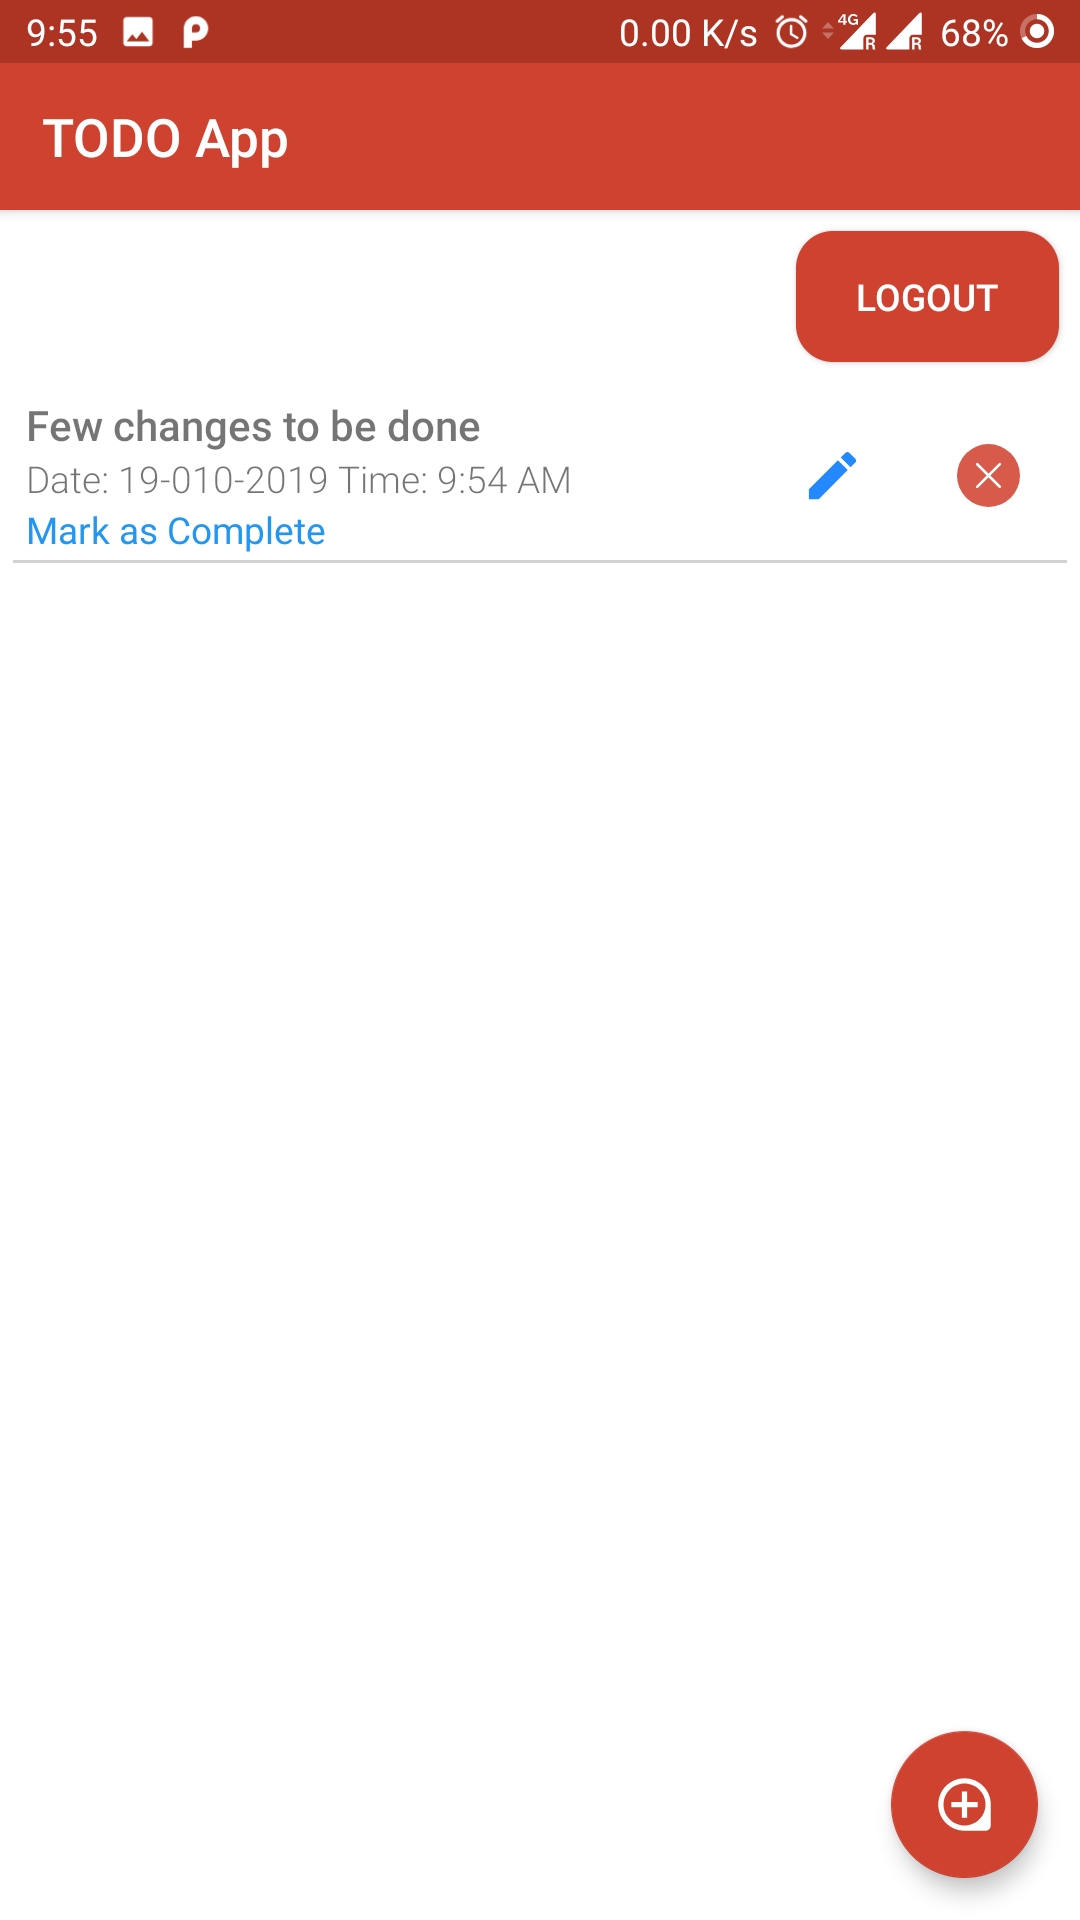 9:55 0.00 K/s 4G R R 68%
TODO App
LOGOUT
Few changes to be done
Date: 19-010-2019 Time: 9:54 AM
Mark as Complete